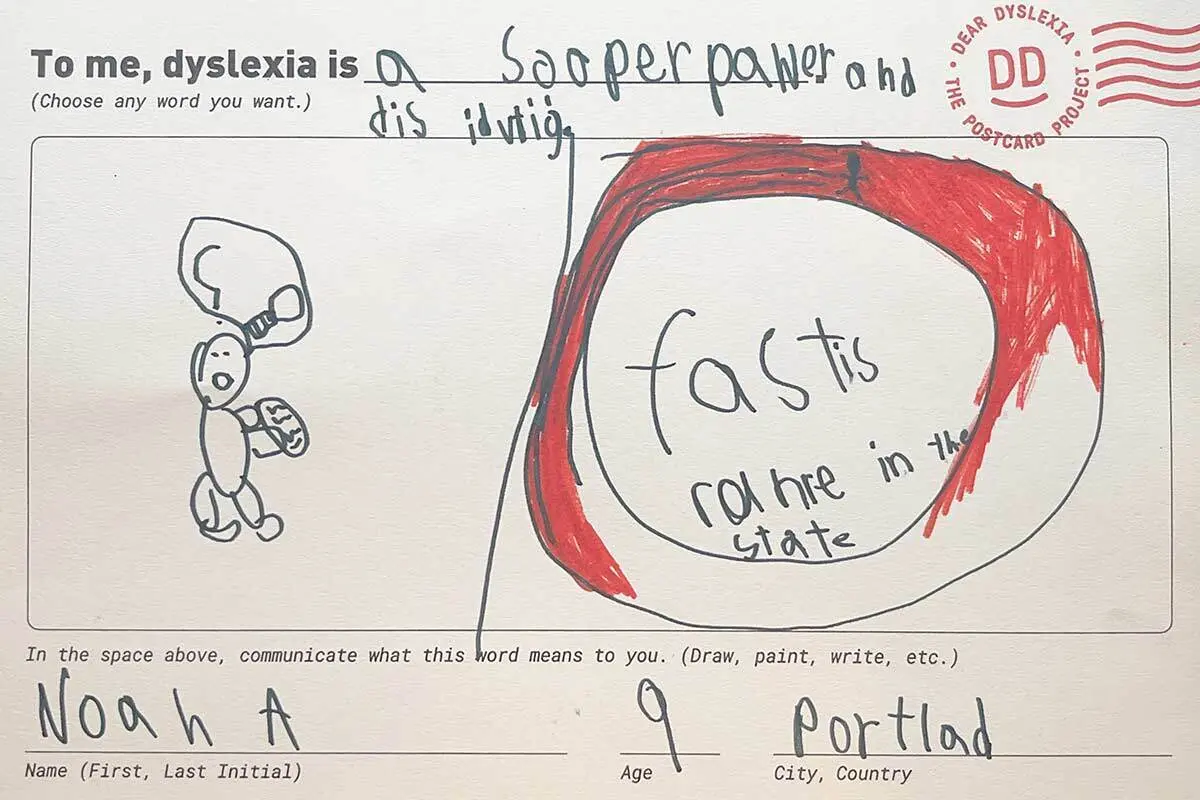 To me, dyslexia is a Sooper pawer and
(Choose any word you want.)
dis idvtig
DEAR DYSLEXIA
DD
THE POSTCARD PROJECT
fastis
ranre in the
state
In the space above, communicate what this word means to you. (Draw, paint, write, etc.)
Noah A 9 Portlad
Name (First, Last Initial) Age City, Country